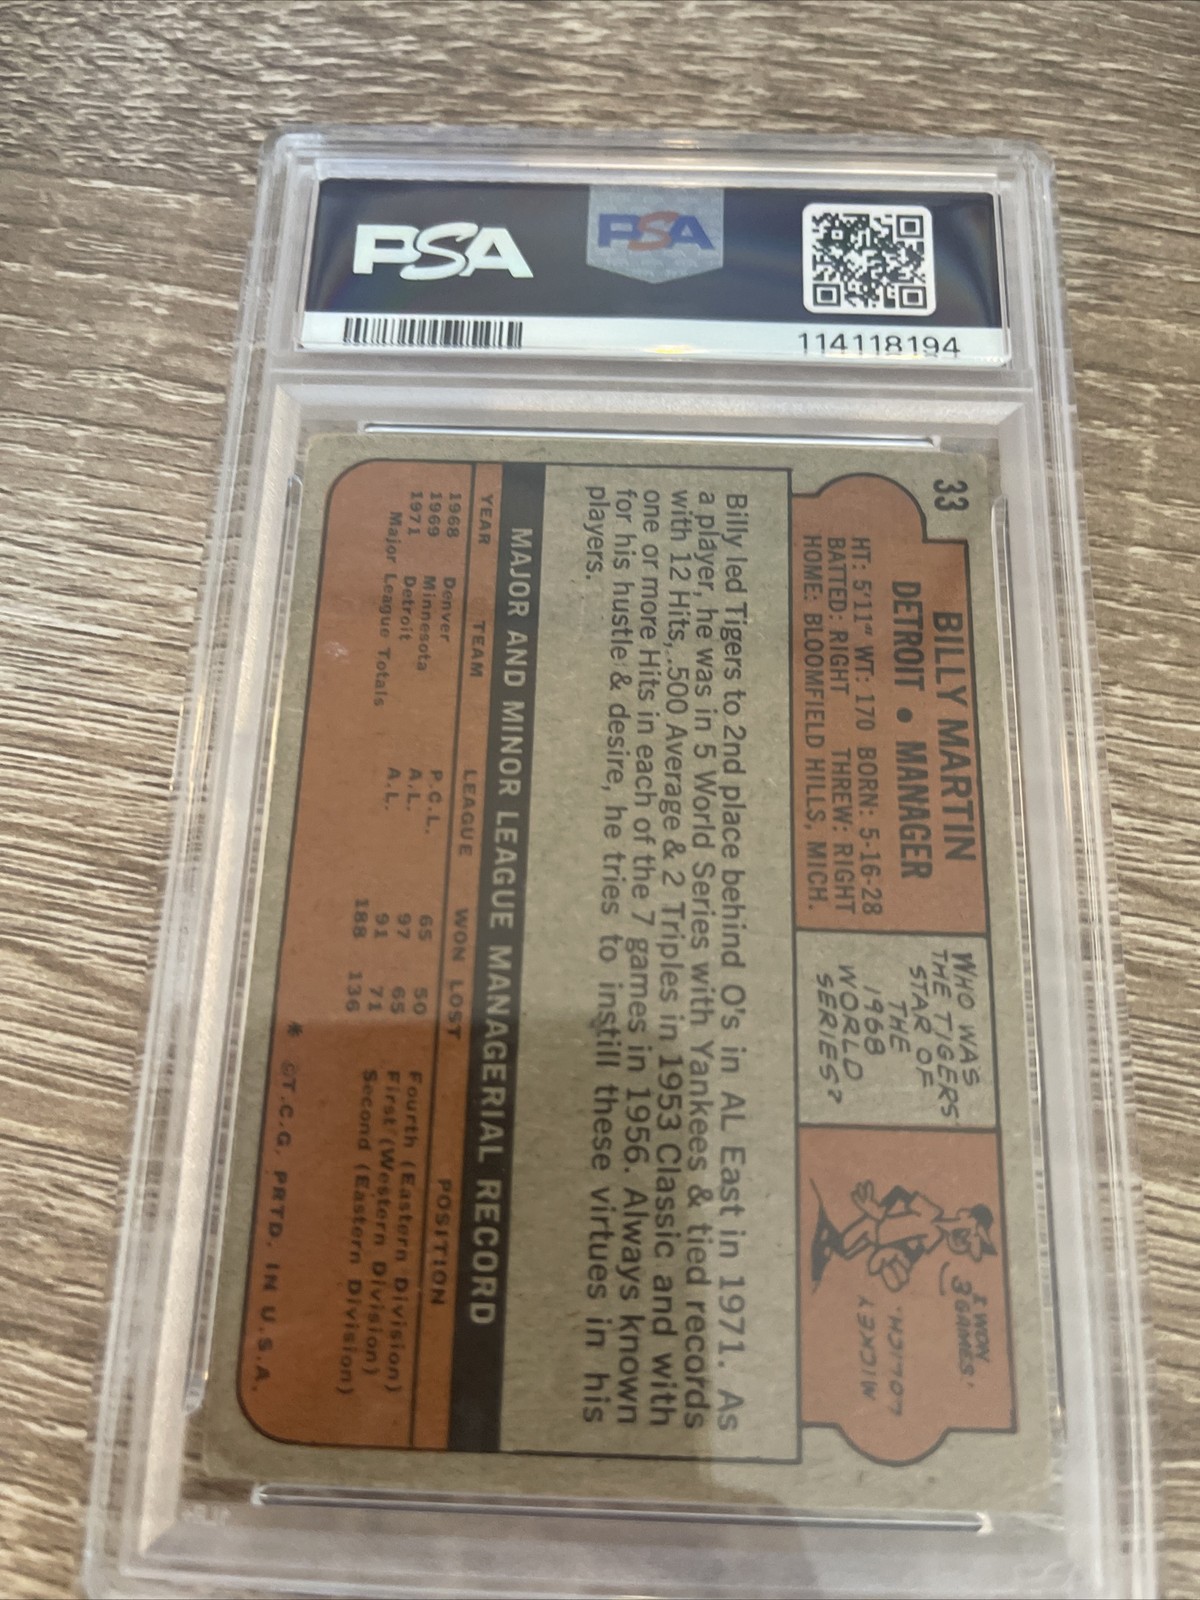 PSA
PSA
114118194
33
BILLY MARTIN
DETROIT • MANAGER
HT: 5'11" WT: 170 BORN: 5-16-28
BATTED: RIGHT THREW: RIGHT
HOME: BLOOMFIELD HILLS, MICH.
WHO WAS
THE TIGERS'
STAR OF
THE
1968
WORLD
SERIES?
I WON
3 GAMES!
MICKEY
LOLICH.
Billy led Tigers to 2nd place behind O's in AL East in 1971. As
a player, he was in 5 World Series with Yankees & tied records
with 12 Hits, .500 Average & 2 Triples in 1953 Classic and with
one or more Hits in each of the 7 games in 1956. Always known
for his hustle & desire, he tries to instill these virtues in his
players.
MAJOR AND MINOR LEAGUE MANAGERIAL RECORD
YEAR TEAM LEAGUE WON LOST POSITION
1968 Denver P.C.L. 65 50 Fourth (Eastern Division)
1969 Minnesota A.L. 97 65 First (Western Division)
1971 Detroit A.L. 91 71 Second (Eastern Division)
Major League Totals 188 136
* ©T.C.G. PRTD. IN U.S.A.